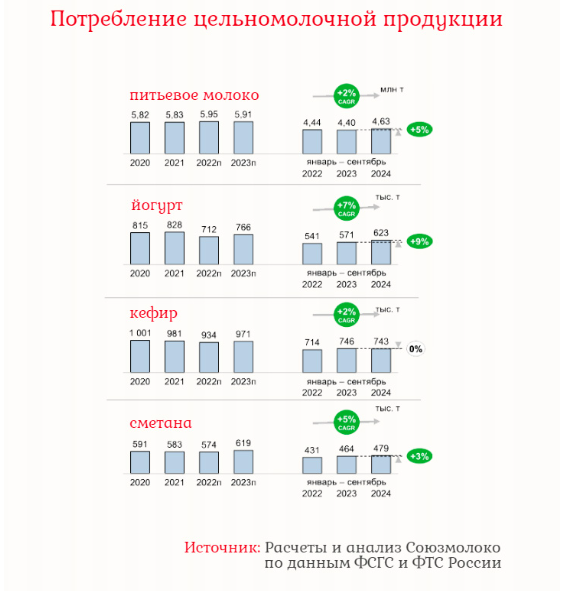 Потребление цельномолочной продукции
питьевое молоко
+2%
CAGR
млн т
5,82 5,83 5,95 5,91
4,44 4,40 4,63
+5%
2020 2021 2022п 2023п
январь – сентябрь
2022 2023 2024
йогурт
+7%
CAGR
тыс. т
815 828 712 766
541 571 623
+9%
2020 2021 2022п 2023п
январь – сентябрь
2022 2023 2024
кефир
+2%
CAGR
тыс. т
1 001 981 934 971
714 746 743
0%
2020 2021 2022п 2023п
январь – сентябрь
2022 2023 2024
сметана
+5%
CAGR
тыс. т
591 583 574 619
431 464 479
+3%
2020 2021 2022п 2023п
январь – сентябрь
2022 2023 2024
Источник: Расчеты и анализ Союзмолоко
по данным ФСГС и ФТС России